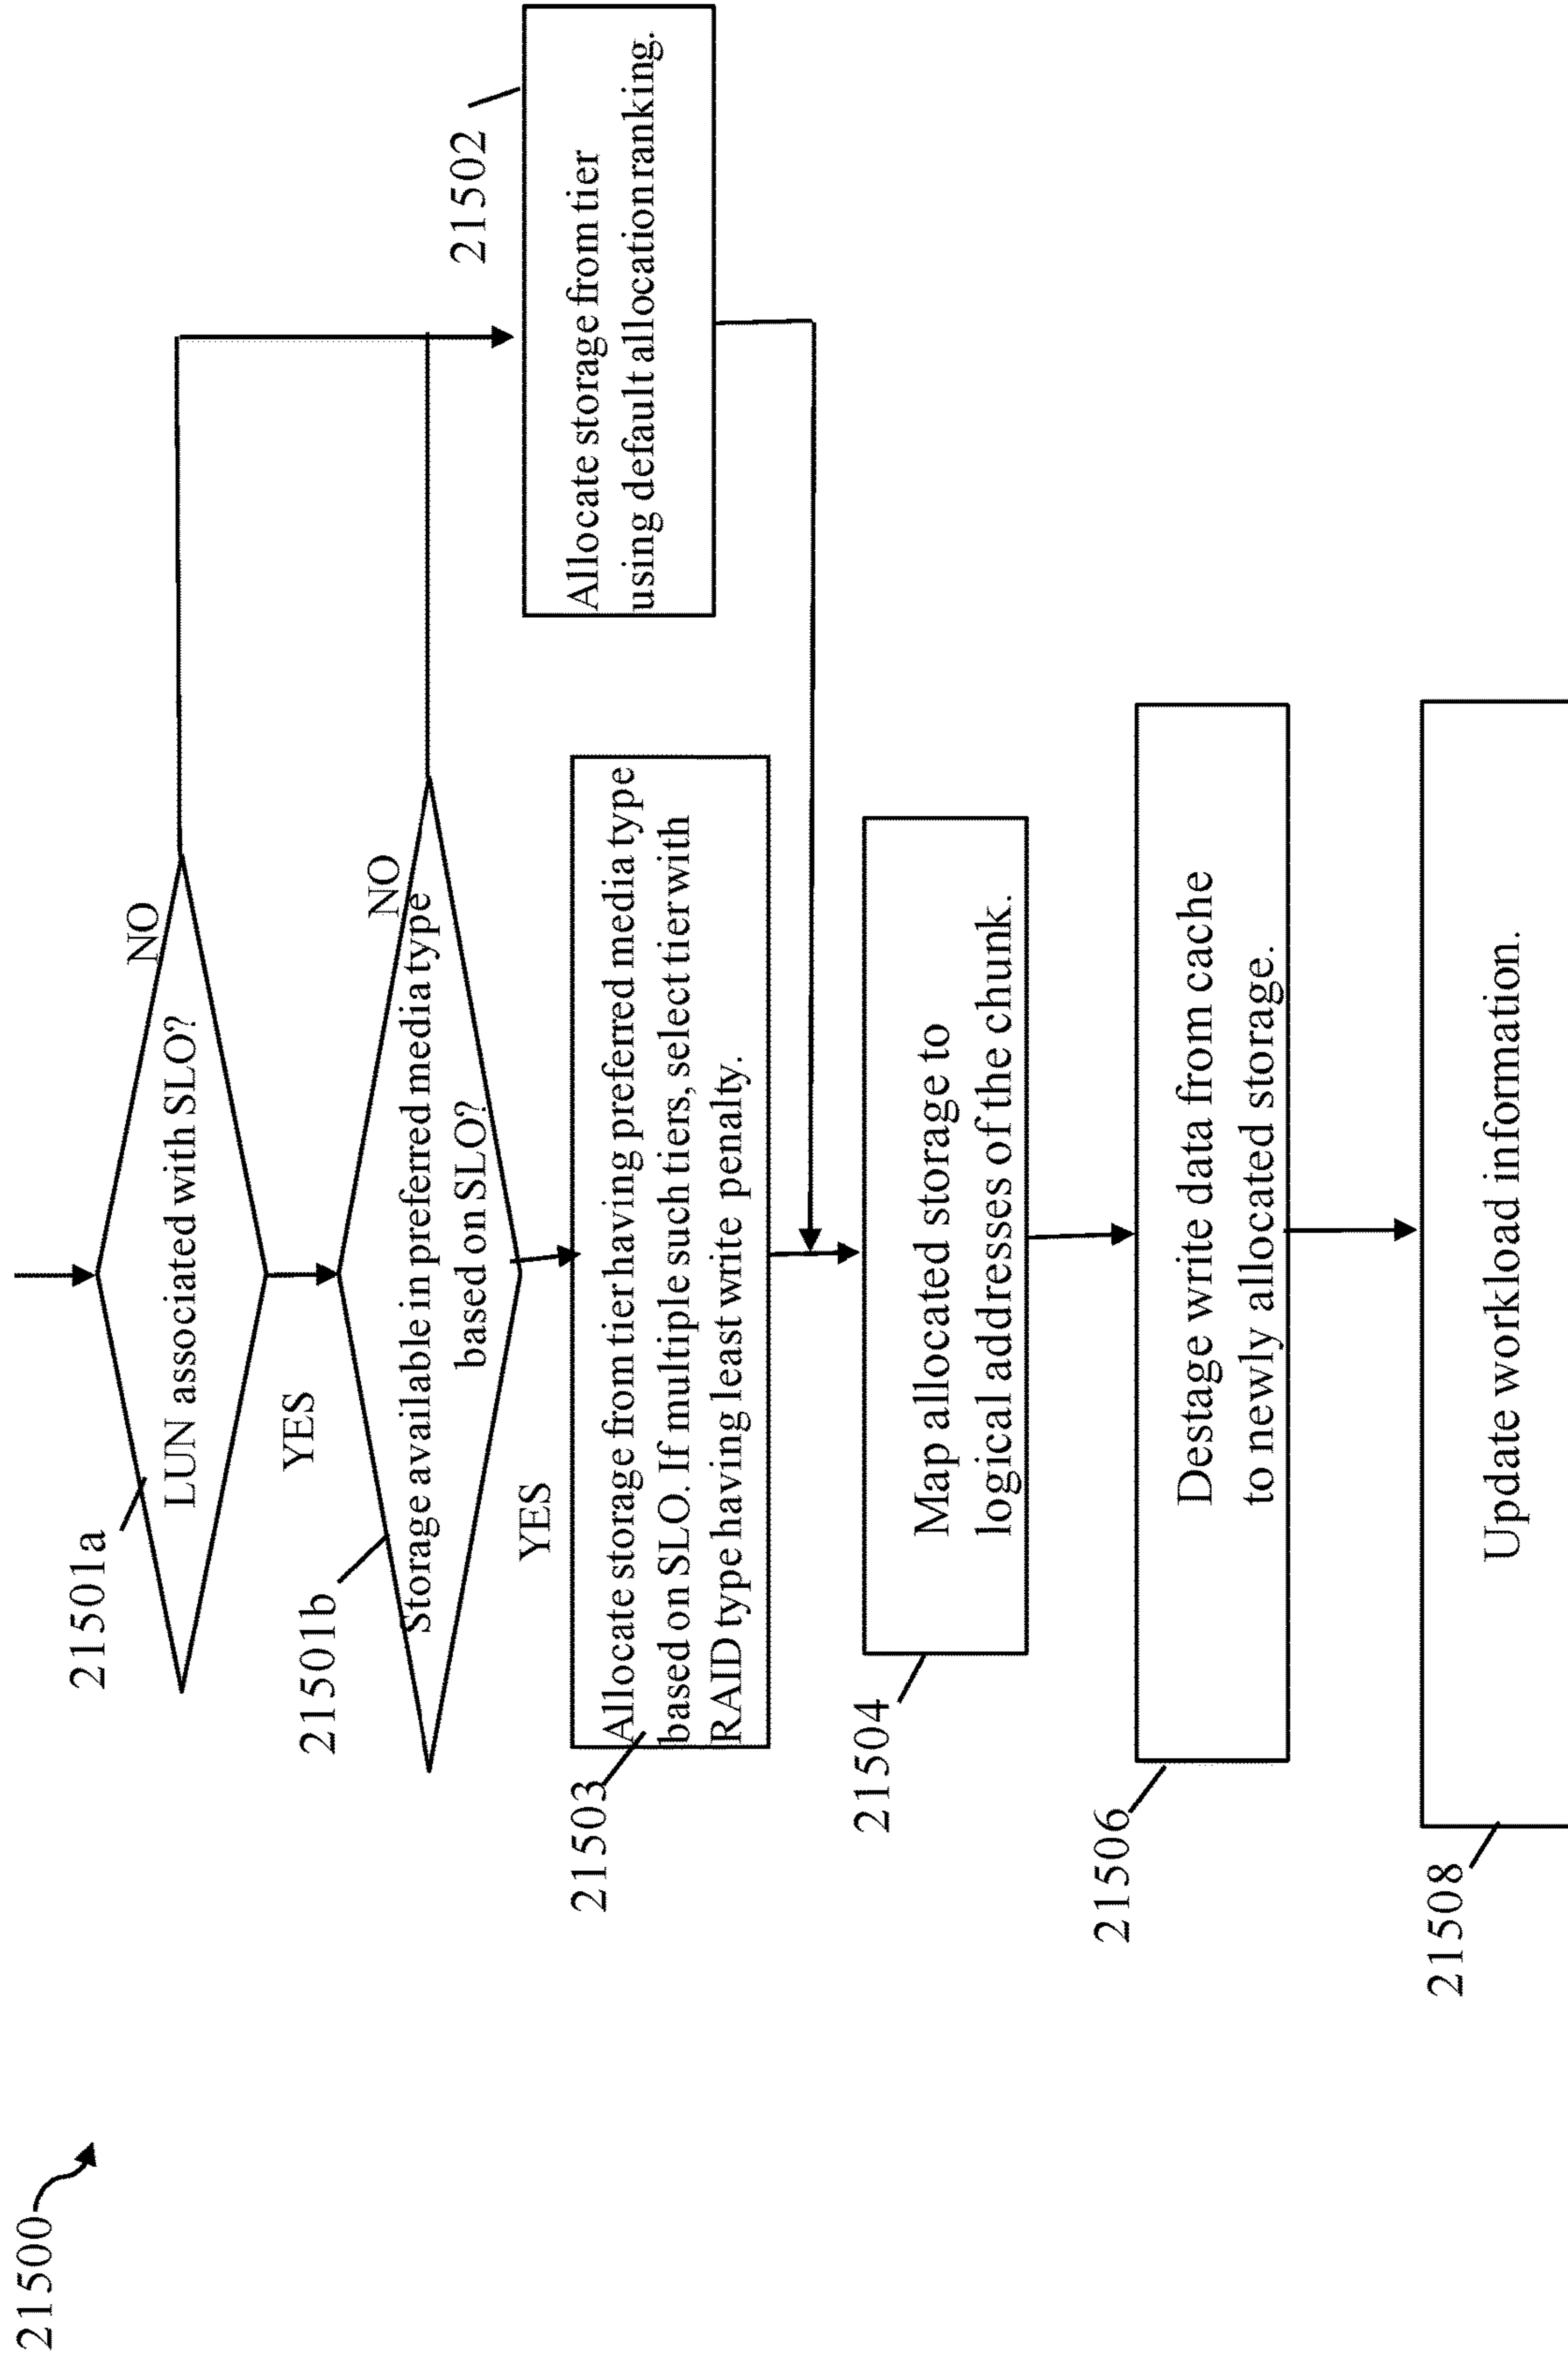 21500
21501a
LUN associated with SLO?
NO
YES
21501b
Storage available in preferred media type
based on SLO?
NO
YES
21502
Allocate storage from tier
using default allocation ranking.
21503
Allocate storage from tier having preferred media type
based on SLO. If multiple such tiers, select tier with
RAID type having least write penalty.
21504
Map allocated storage to
logical addresses of the chunk.
21506
Destage write data from cache
to newly allocated storage.
21508
Update workload information.